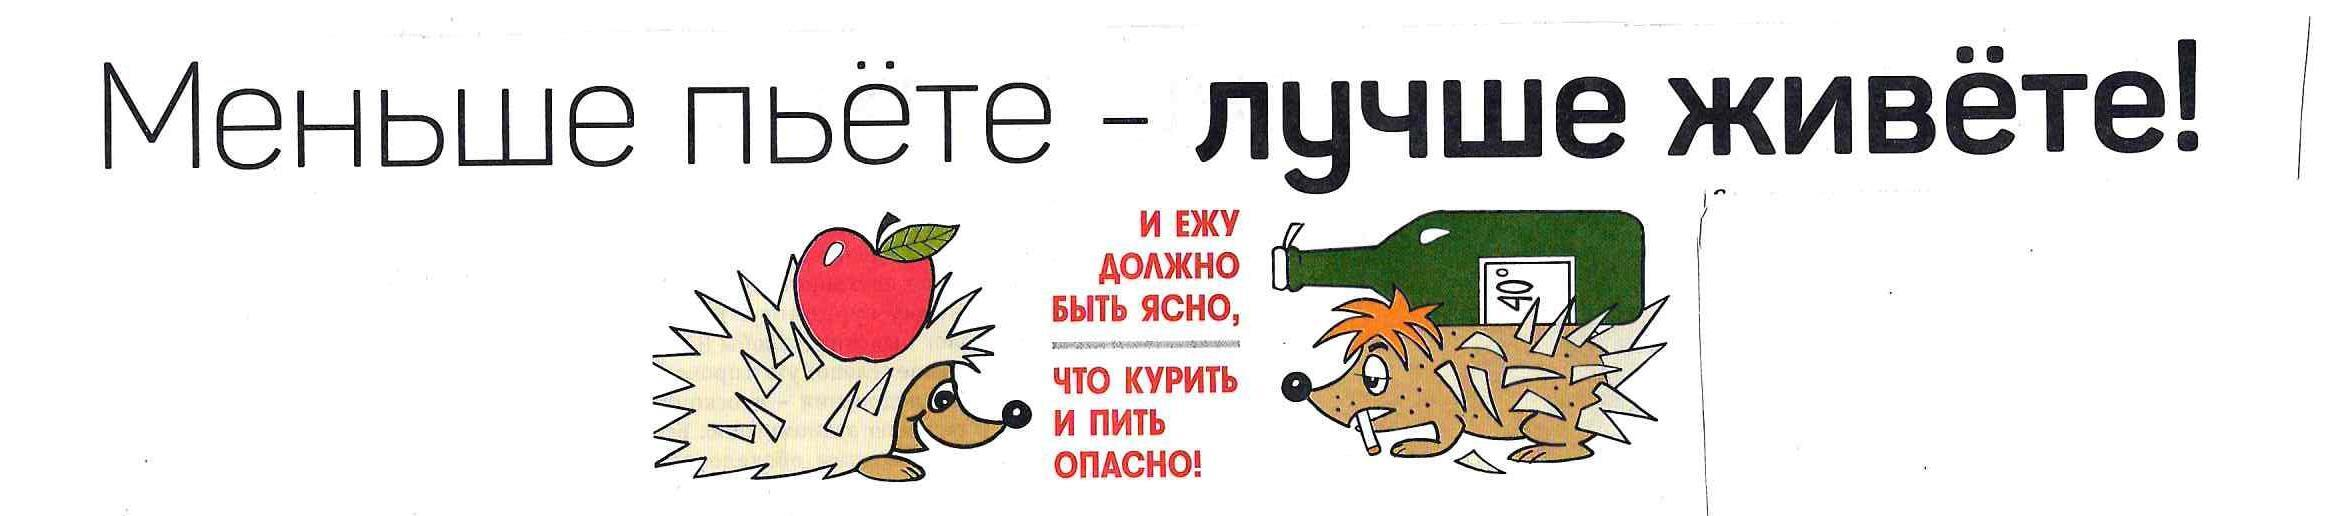 Меньше пьёте – лучше живёте!
И ЕЖУ
ДОЛЖНО
БЫТЬ ЯСНО,
ЧТО КУРИТЬ
И ПИТЬ
ОПАСНО!
40°